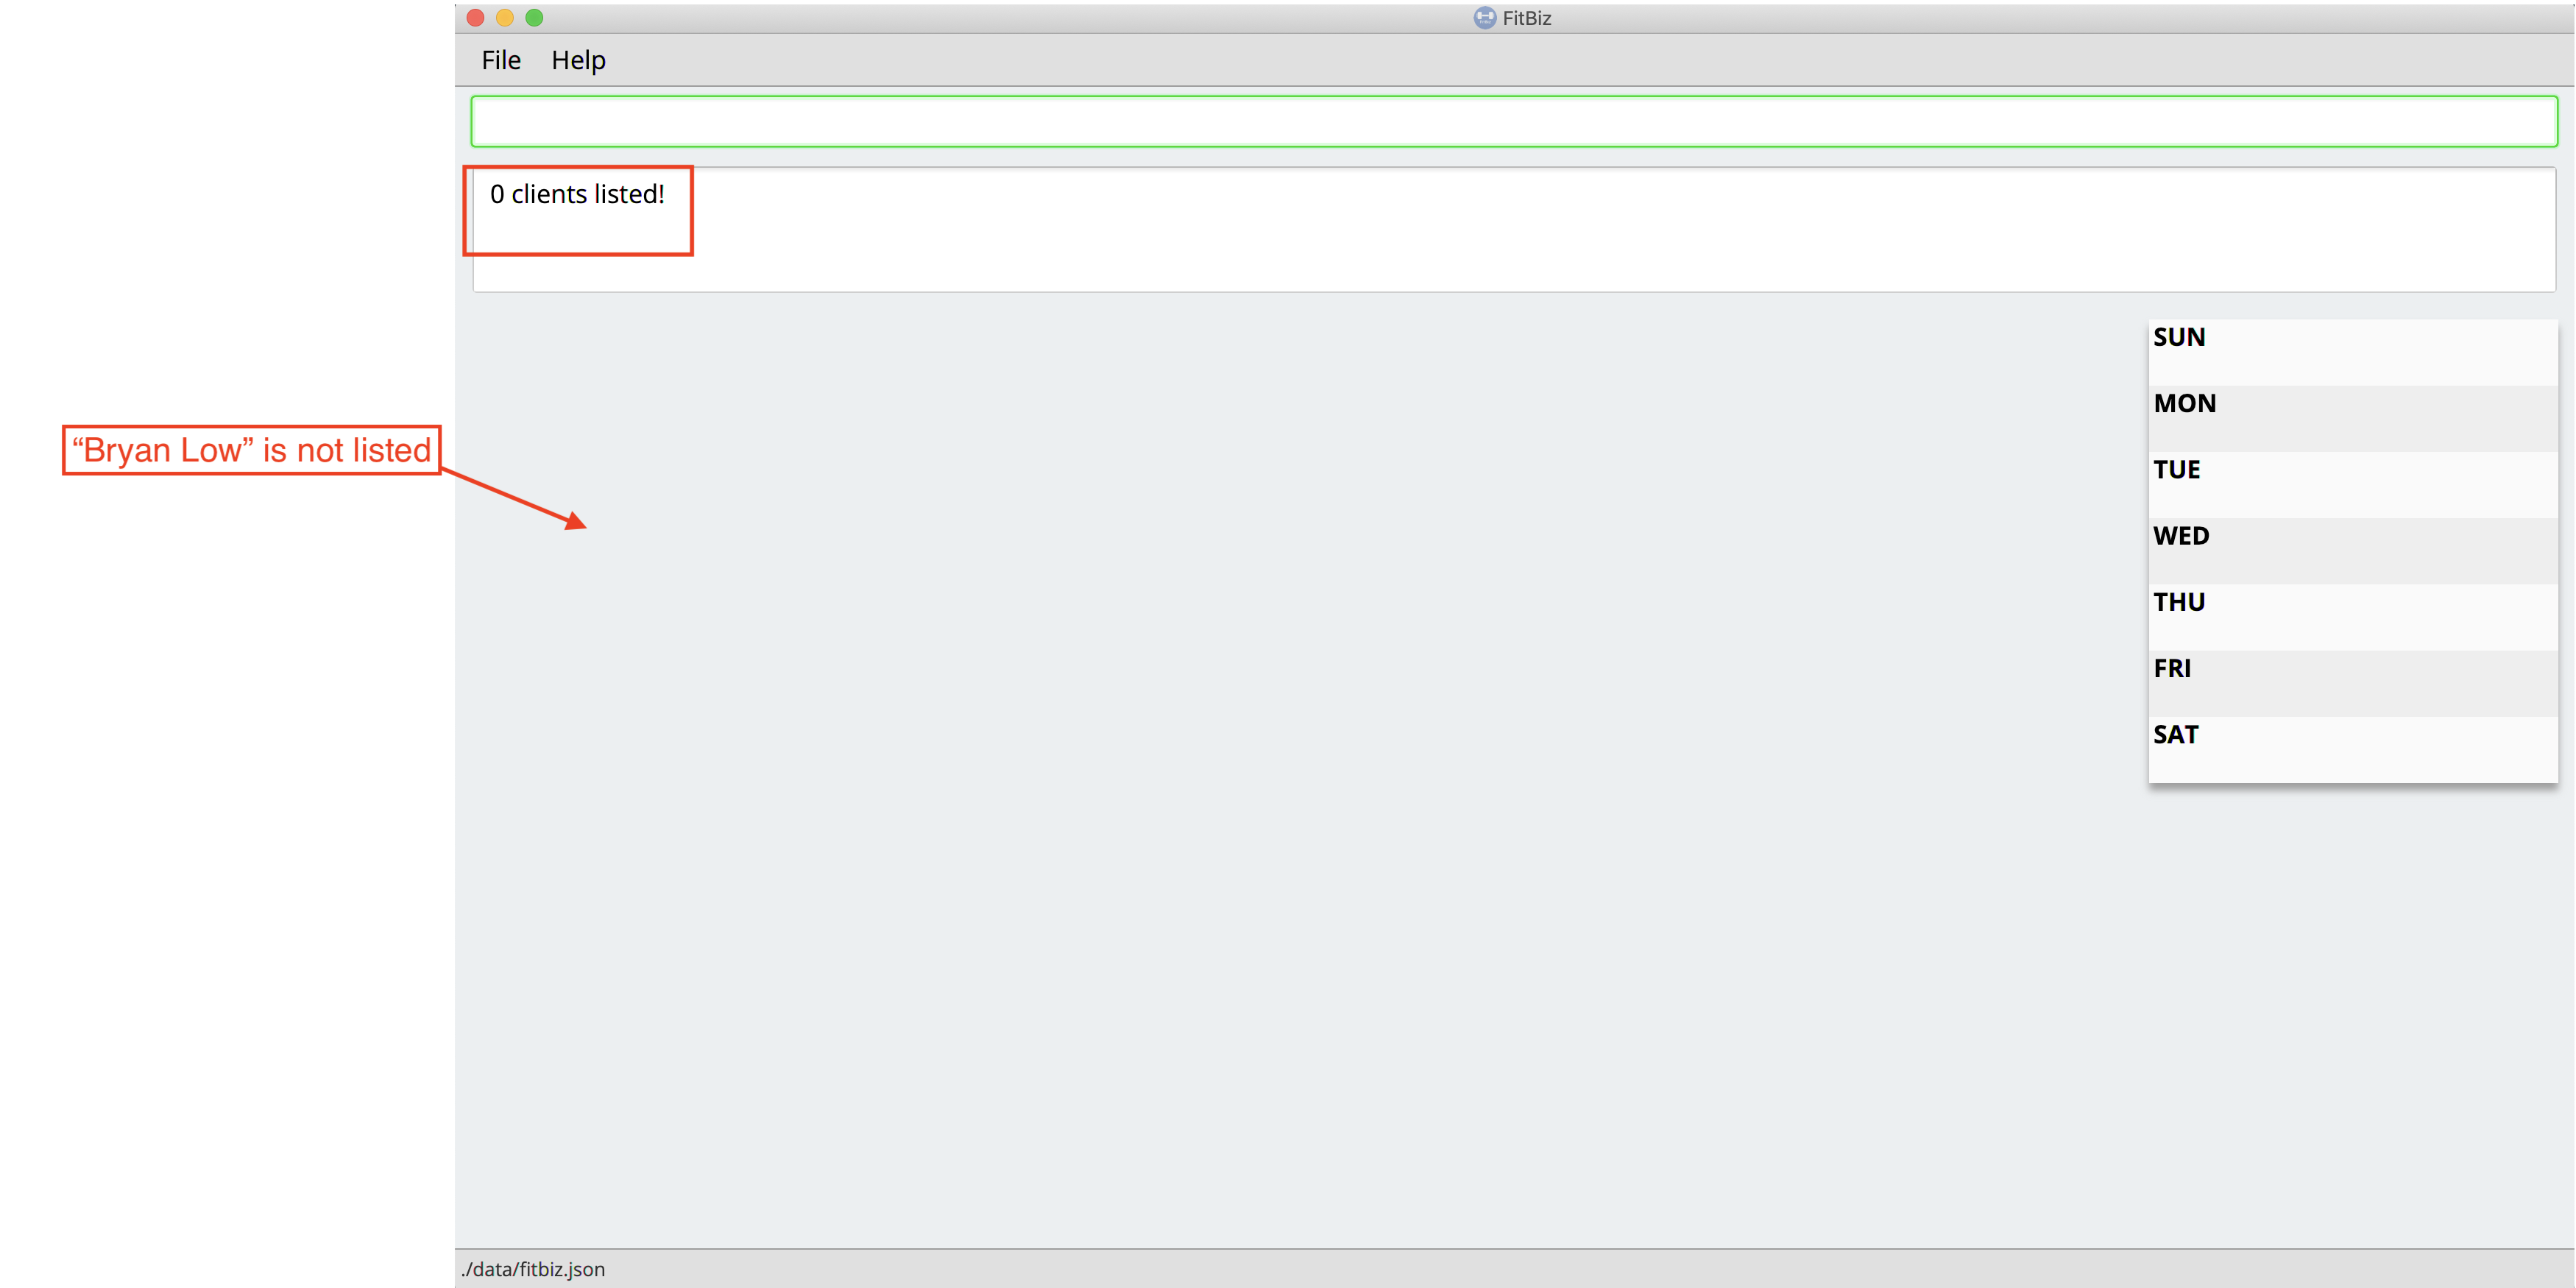 FitBiz
File Help
0 clients listed!
“Bryan Low” is not listed
SUN
MON
TUE
WED
THU
FRI
SAT
./data/fitbiz.json